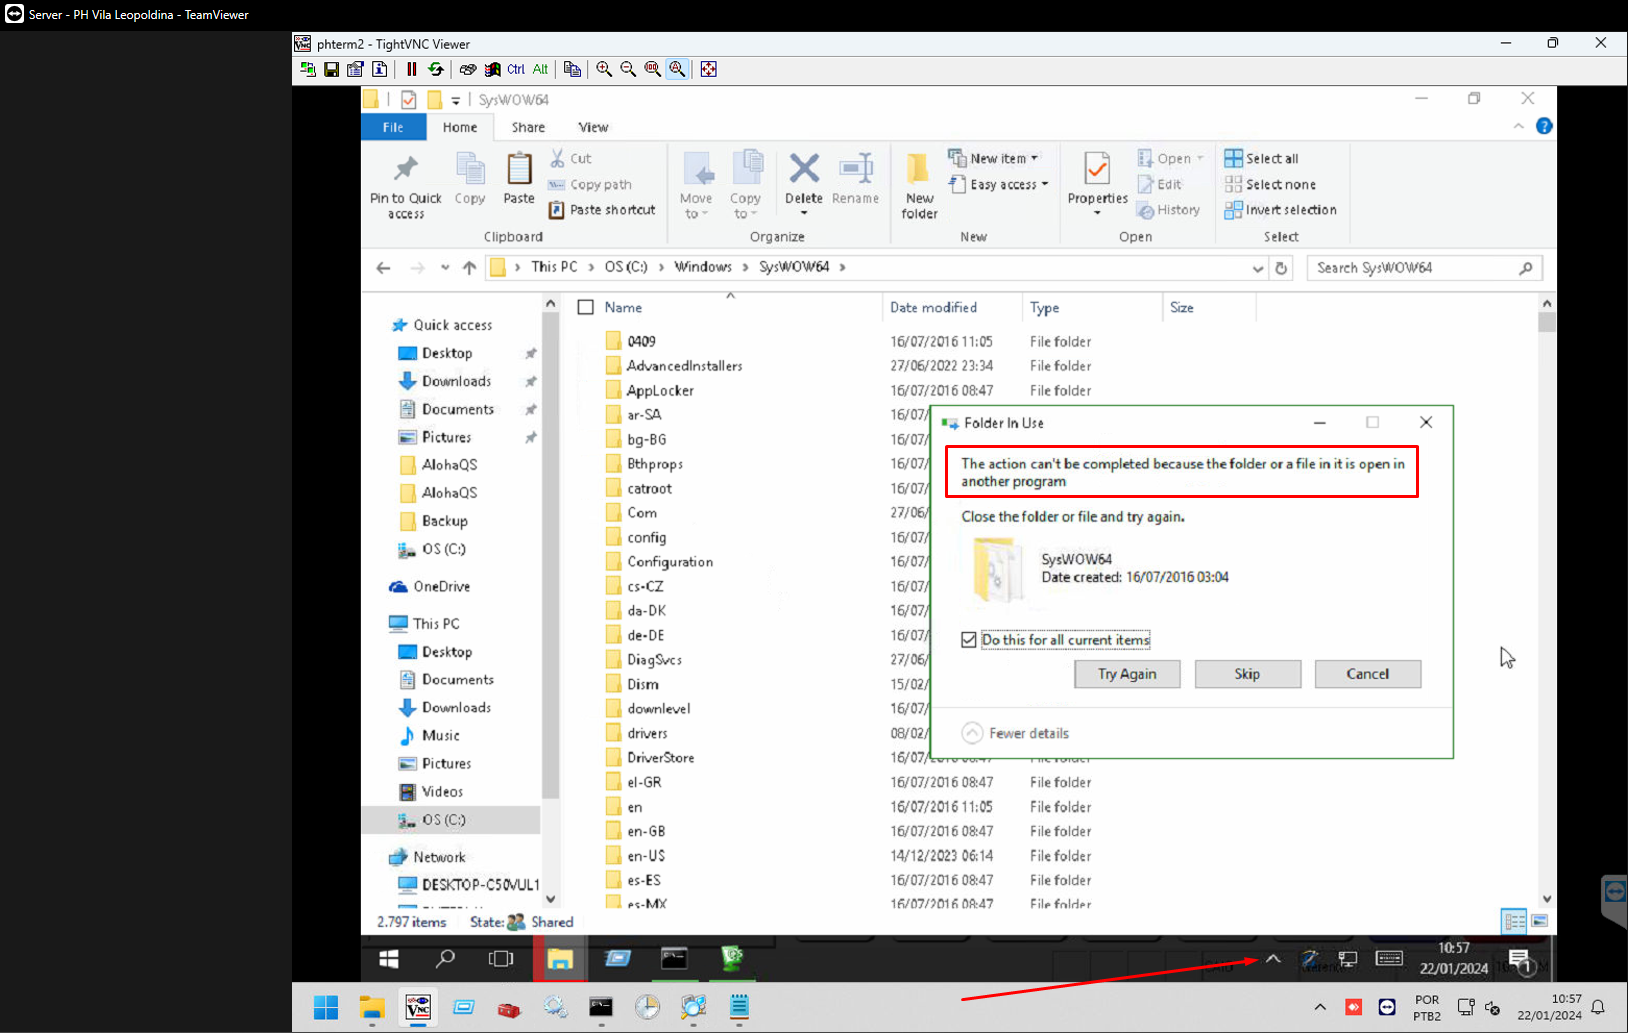 Server - PH Vila Leopoldina - TeamViewer
phterm2 - TightVNC Viewer
Ctrl Alt
SysWOW64
File Home Share View
Pin to Quick access
Copy
Paste
Cut
Copy path
Paste shortcut
Clipboard
Move to
Copy to
Delete
Rename
Organize
New folder
New item
Easy access
New
Properties
Open
Edit
History
Open
Select all
Select none
Invert selection
Select
This PC > OS (C:) > Windows > SysWOW64 >
Search SysWOW64
Quick access
Desktop
Downloads
Documents
Pictures
AlohaQS
AlohaQS
Backup
OS (C:)
OneDrive
This PC
Desktop
Documents
Downloads
Music
Pictures
Videos
OS (C:)
Network
DESKTOP-C50VUL1
Name Date modified Type Size
0409 16/07/2016 11:05 File folder
AdvancedInstallers 27/06/2022 23:34 File folder
AppLocker 16/07/2016 08:47 File folder
ar-SA 16/07/
bg-BG 16/07/
Bthprops 16/07/
catroot 16/07/
Com 27/06/
config 16/07/
Configuration 16/07/
cs-CZ 16/07/
da-DK 16/07/
de-DE 16/07/
DiagSvcs 27/06/
Dism 15/02/
downlevel 16/07/
drivers 08/02/
DriverStore 16/07/2016 08:47 File folder
el-GR 16/07/2016 08:47 File folder
en 16/07/2016 11:05 File folder
en-GB 16/07/2016 08:47 File folder
en-US 14/12/2023 06:14 File folder
es-ES 16/07/2016 08:47 File folder
es-MX 16/07/2016 08:47 File folder
Folder In Use
The action can't be completed because the folder or a file in it is open in
another program
Close the folder or file and try again.
SysWOW64
Date created: 16/07/2016 03:04
Do this for all current items
Try Again Skip Cancel
Fewer details
2.797 items State: Shared
10:57
22/01/2024
1
POR
PTB2
10:57
22/01/2024